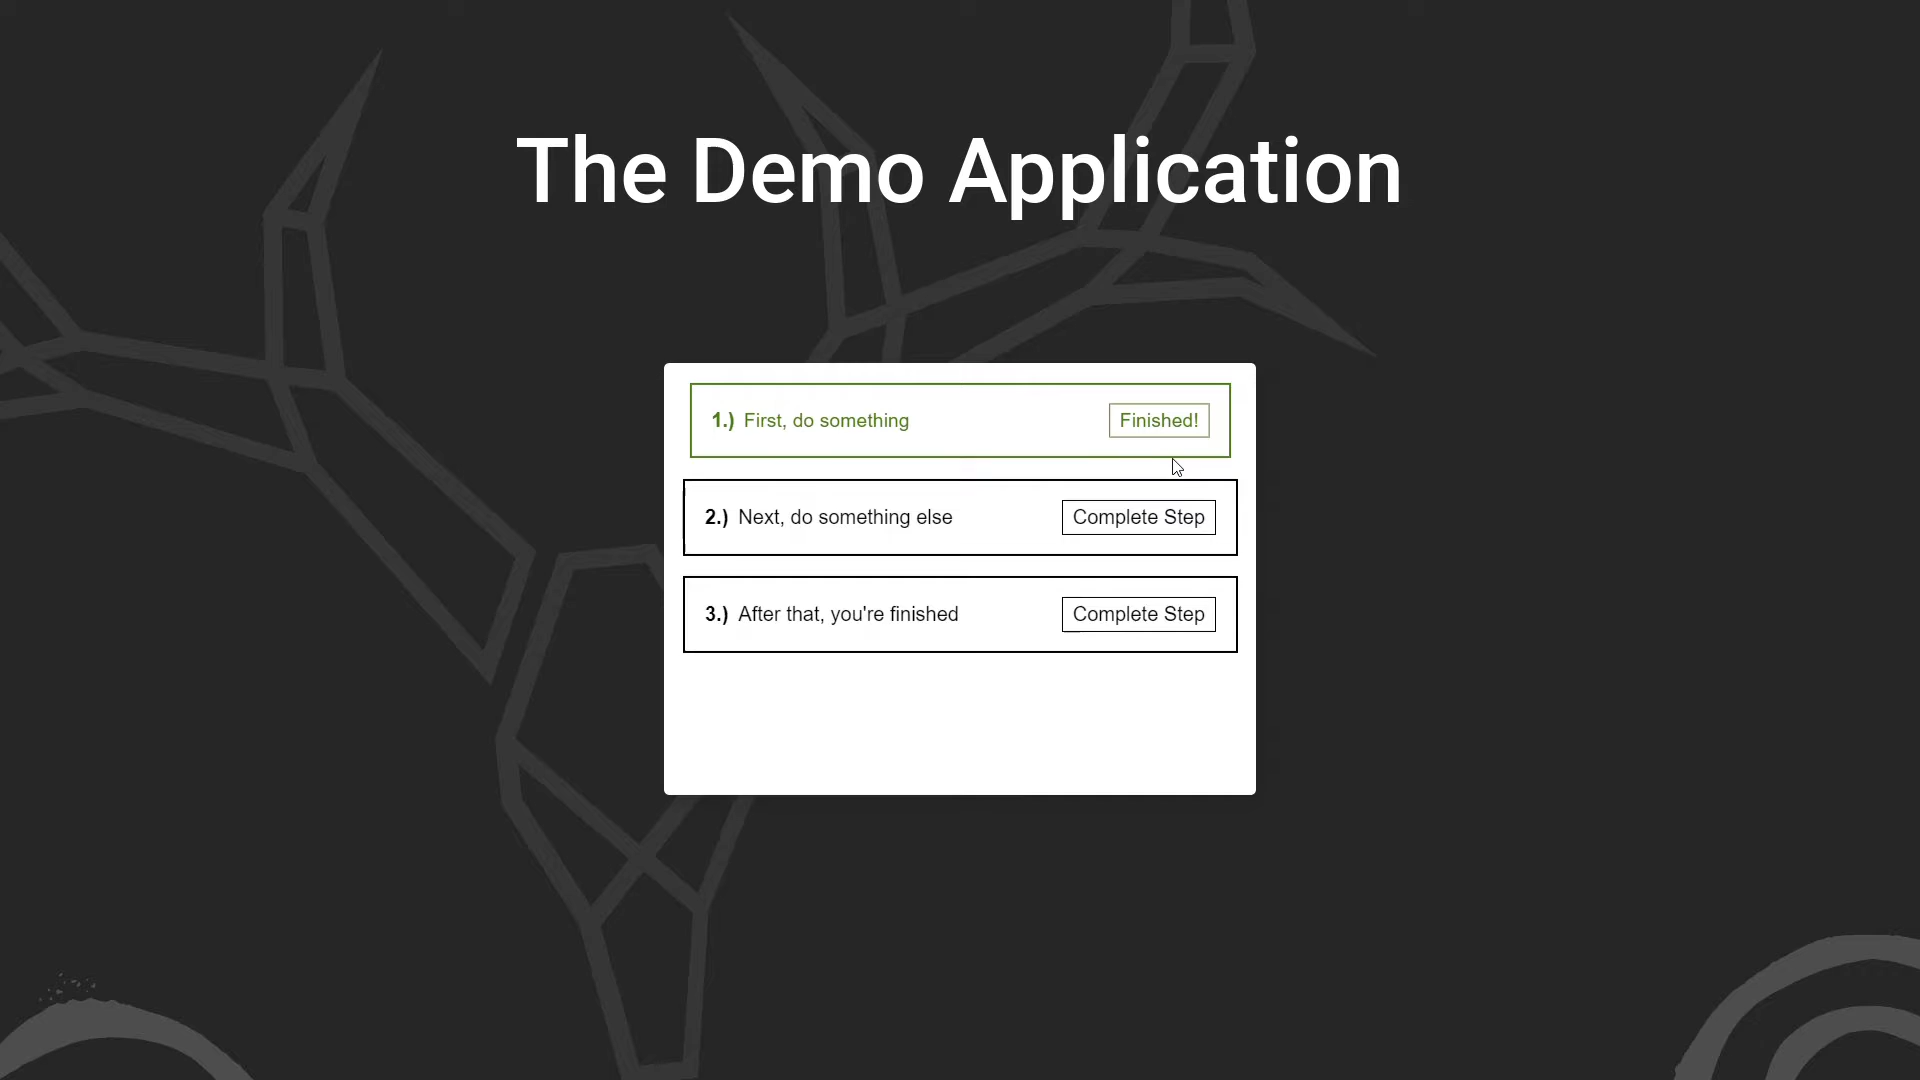 The Demo Application
1.) First, do something Finished!
2.) Next, do something else Complete Step
3.) After that, you're finished Complete Step